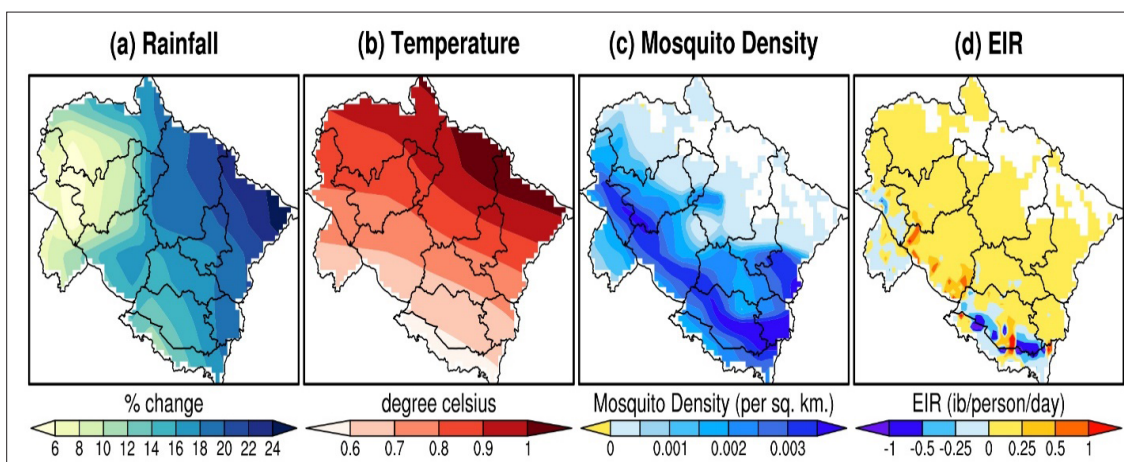 (a) Rainfall
(b) Temperature
(c) Mosquito Density
(d) EIR
% change
6 8 10 12 14 16 18 20 22 24
degree celsius
0.6 0.7 0.8 0.9 1
Mosquito Density (per sq. km.)
0 0.001 0.002 0.003
EIR (ib/person/day)
-1 -0.5 -0.25 0 0.25 0.5 1